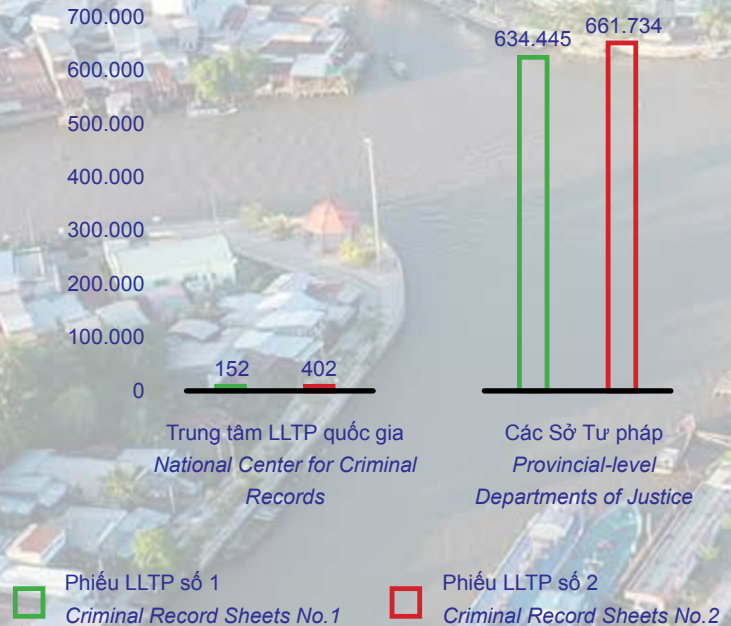 700.000
600.000
500.000
400.000
300.000
200.000
100.000
0
152
402
634.445
661.734
Trung tâm LLTP quốc gia
National Center for Criminal
Records
Các Sở Tư pháp
Provincial-level
Departments of Justice
Phiếu LLTP số 1
Criminal Record Sheets No.1
Phiếu LLTP số 2
Criminal Record Sheets No.2